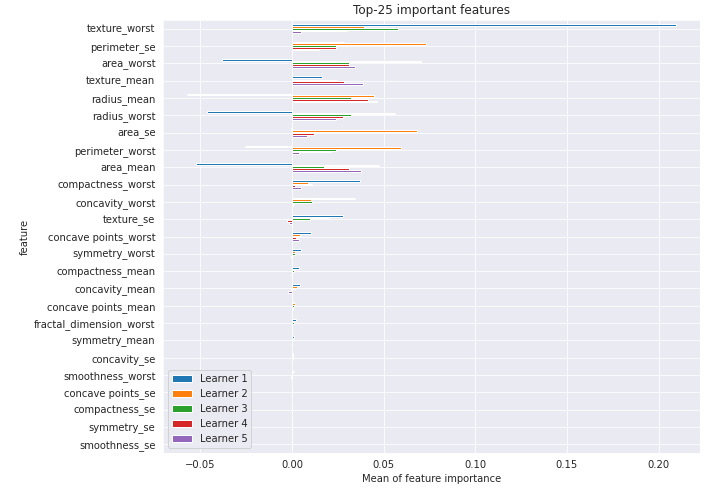 Top-25 important features
texture_worst
perimeter_se
area_worst
texture_mean
radius_mean
radius_worst
area_se
perimeter_worst
area_mean
compactness_worst
concavity_worst
texture_se
concave points_worst
symmetry_worst
compactness_mean
concavity_mean
concave points_mean
fractal_dimension_worst
symmetry_mean
concavity_se
smoothness_worst
concave points_se
compactness_se
symmetry_se
smoothness_se
feature
Learner 1
Learner 2
Learner 3
Learner 4
Learner 5
−0.05 0.00 0.05 0.10 0.15 0.20
Mean of feature importance